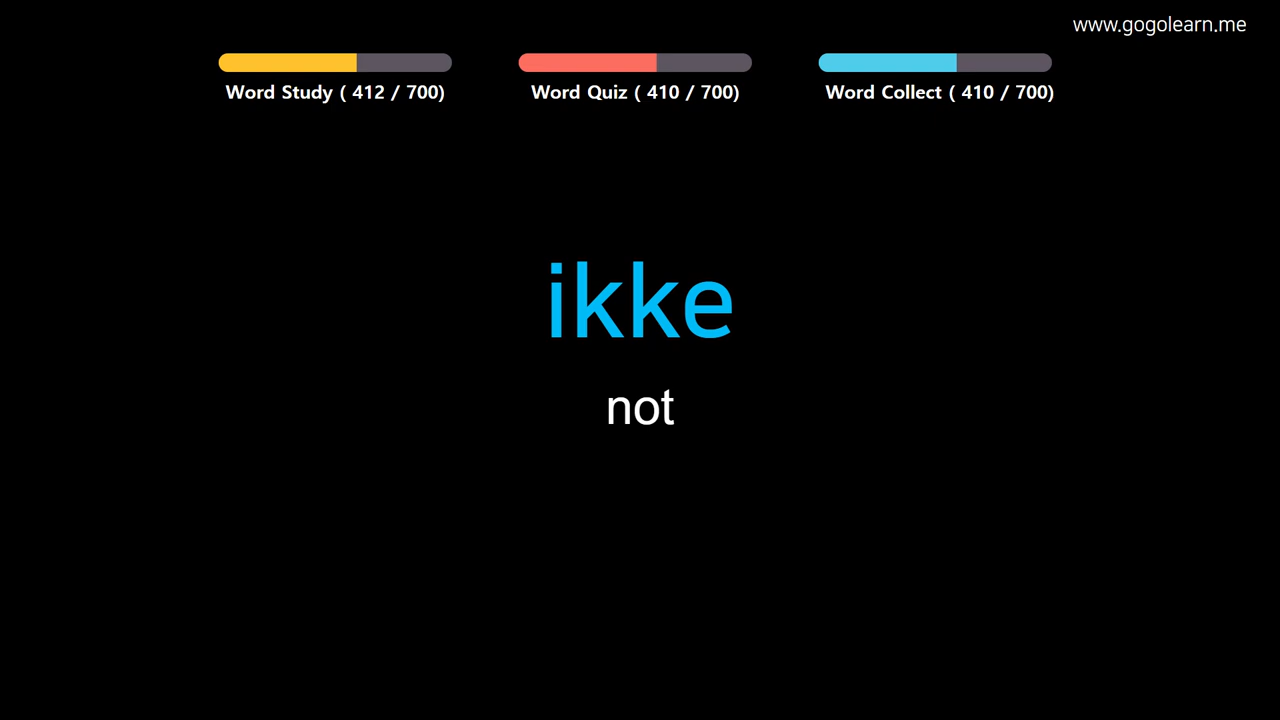 www.gogolearn.me
Word Study ( 412 / 700)
Word Quiz ( 410 / 700)
Word Collect ( 410 / 700)
ikke
not